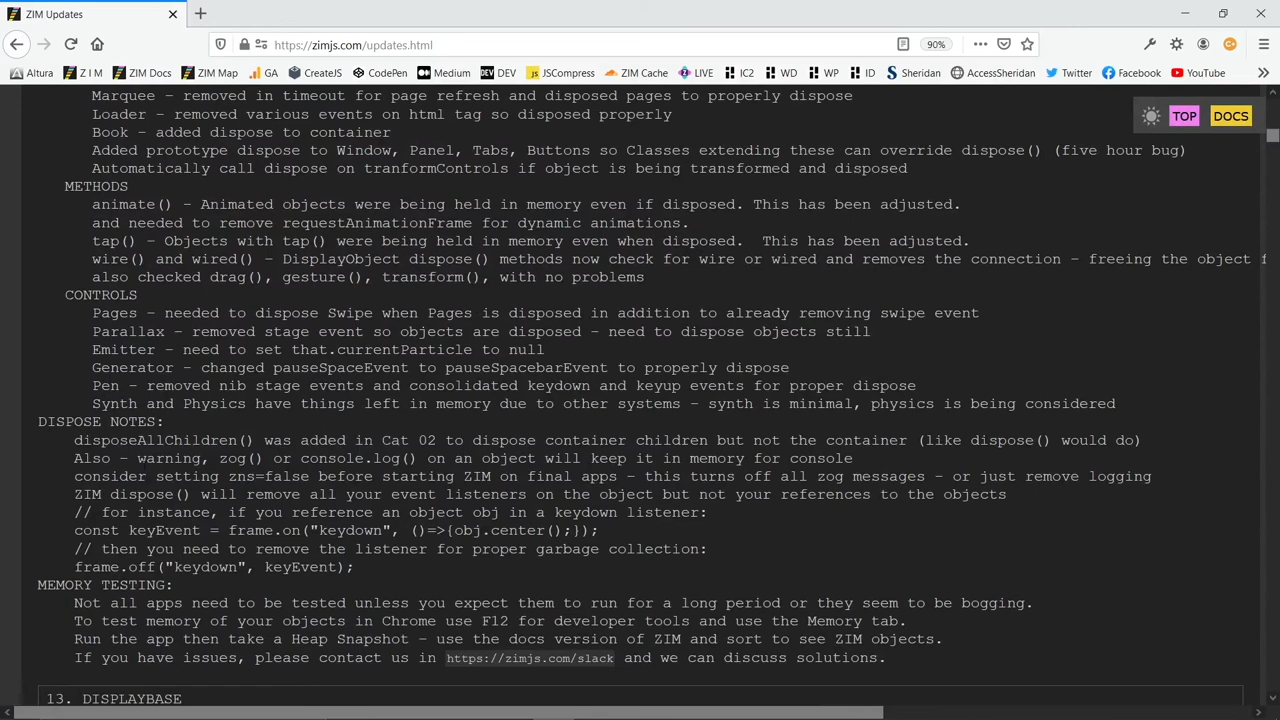 ZIM Updates
https://zimjs.com/updates.html
90%
Altura
Z I M
ZIM Docs
ZIM Map
GA
CreateJS
CodePen
Medium
DEV
JSCompress
ZIM Cache
LIVE
IC2
WD
WP
ID
Sheridan
AccessSheridan
Twitter
Facebook
YouTube
TOP
DOCS
Marquee - removed in timeout for page refresh and disposed pages to properly dispose
Loader - removed various events on html tag so disposed properly
Book - added dispose to container
Added prototype dispose to Window, Panel, Tabs, Buttons so Classes extending these can override dispose() (five hour bug)
Automatically call dispose on tranformControls if object is being transformed and disposed
METHODS
animate() - Animated objects were being held in memory even if disposed. This has been adjusted.
and needed to remove requestAnimationFrame for dynamic animations.
tap() - Objects with tap() were being held in memory even when disposed.  This has been adjusted.
wire() and wired() - DisplayObject dispose() methods now check for wire or wired and removes the connection - freeing the object f
also checked drag(), gesture(), transform(), with no problems
CONTROLS
Pages - needed to dispose Swipe when Pages is disposed in addition to already removing swipe event
Parallax - removed stage event so objects are disposed - need to dispose objects still
Emitter - need to set that.currentParticle to null
Generator - changed pauseSpaceEvent to pauseSpacebarEvent to properly dispose
Pen - removed nib stage events and consolidated keydown and keyup events for proper dispose
Synth and Physics have things left in memory due to other systems - synth is minimal, physics is being considered
DISPOSE NOTES:
disposeAllChildren() was added in Cat 02 to dispose container children but not the container (like dispose() would do)
Also - warning, zog() or console.log() on an object will keep it in memory for console
consider setting zns=false before starting ZIM on final apps - this turns off all zog messages - or just remove logging
ZIM dispose() will remove all your event listeners on the object but not your references to the objects
// for instance, if you reference an object obj in a keydown listener:
const keyEvent = frame.on("keydown", ()=>{obj.center();});
// then you need to remove the listener for proper garbage collection:
frame.off("keydown", keyEvent);
MEMORY TESTING:
Not all apps need to be tested unless you expect them to run for a long period or they seem to be bogging.
To test memory of your objects in Chrome use F12 for developer tools and use the Memory tab.
Run the app then take a Heap Snapshot - use the docs version of ZIM and sort to see ZIM objects.
If you have issues, please contact us in https://zimjs.com/slack and we can discuss solutions.
13. DISPLAYBASE